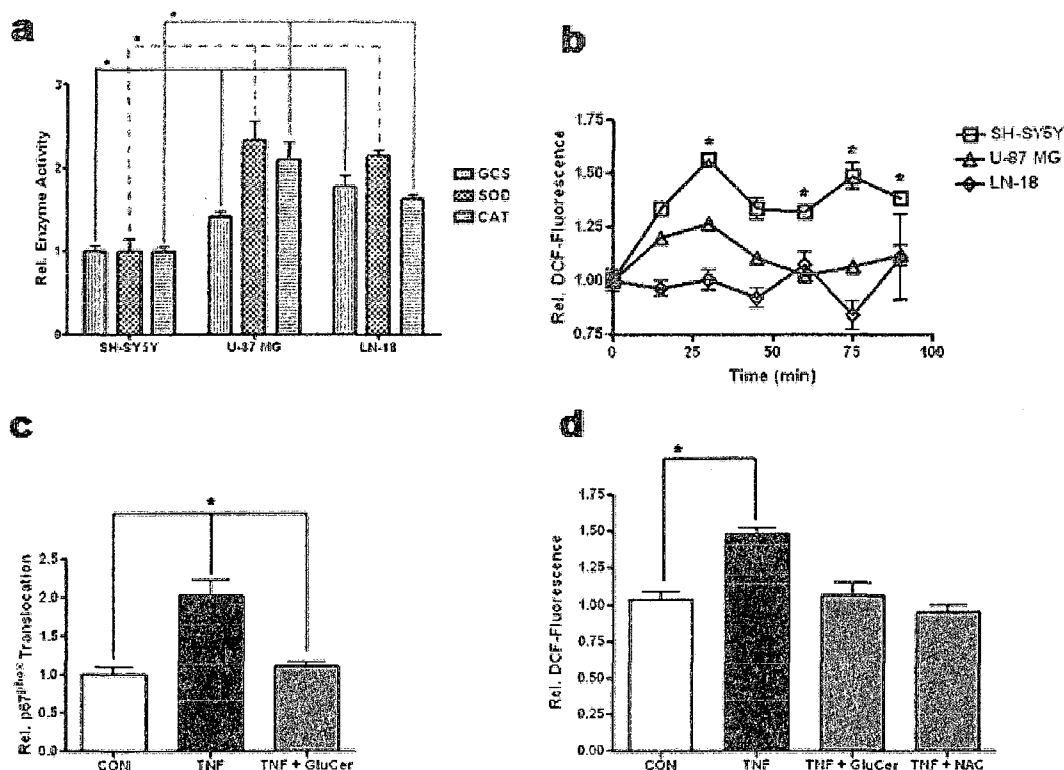 a
*
*
*
Rel. Enzyme Activity
3
2
1
0
SH-SY5Y
U-87 MG
LN-18
GCS
SOD
CAT
b
Rel. DCF-Fluorescence
1.75
1.50
1.25
1.00
0.75
0
25
50
75
100
Time (min)
*
*
*
*
SH-SY5Y
U-87 MG
LN-18
c
*
Rel. p67phox Translocation
2.5
2.0
1.5
1.0
0.5
0.0
CON
TNF
TNF + GluCer
d
*
Rel. DCF-Fluorescence
1.75
1.50
1.25
1.00
0.75
0.50
0.25
0.00
CON
TNF
TNF + GluCer
TNF + NAC